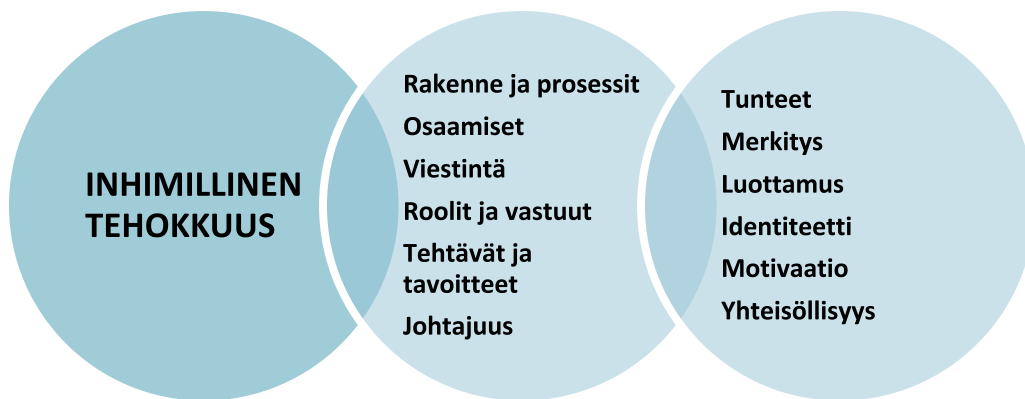 INHIMILLINEN
TEHOKKUUS
Rakenne ja prosessit
Osaamiset
Viestintä
Roolit ja vastuut
Tehtävät ja
tavoitteet
Johtajuus
Tunteet
Merkitys
Luottamus
Identiteetti
Motivaatio
Yhteisöllisyys